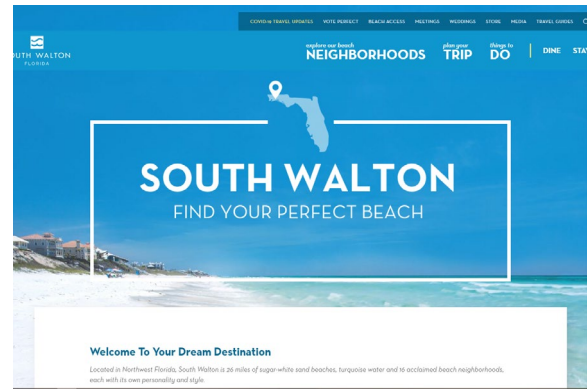 COVID-19 TRAVEL UPDATES VOTE PERFECT BEACH ACCESS MEETINGS WEDDINGS STORE MEDIA TRAVEL GUIDES
explore our beach
NEIGHBORHOODS
plan your
TRIP
things to
DO
DINE
WALTON
FLORIDA
SOUTH WALTON
FIND YOUR PERFECT BEACH
Welcome To Your Dream Destination
Located in Northwest Florida, South Walton is 26 miles of sugar-white sand beaches, turquoise water and 16 acclaimed beach neighborhoods,
each with its own personality and style.